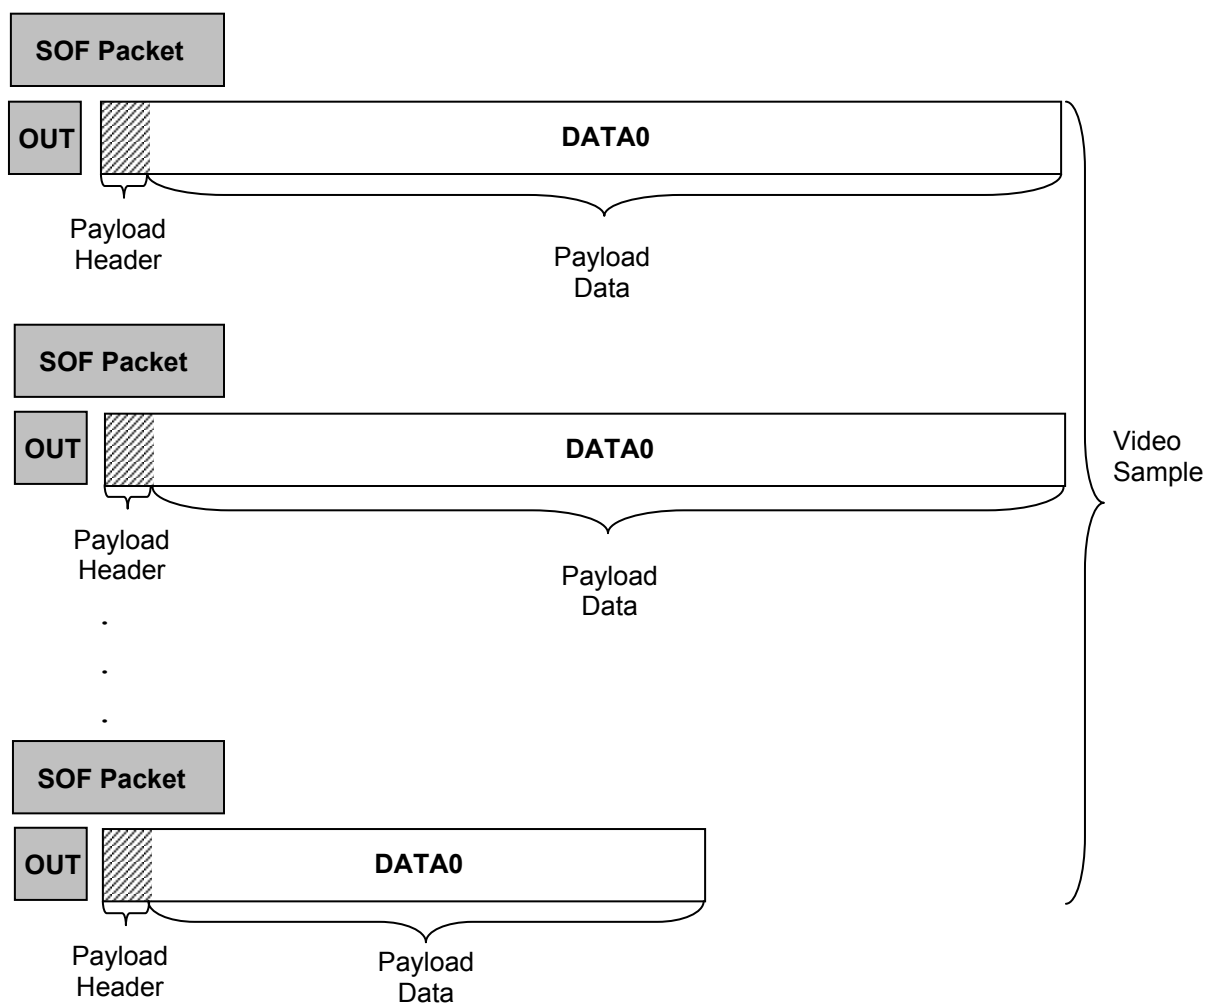 SOF Packet
OUT
DATA0
Payload
Header
Payload
Data
SOF Packet
OUT
DATA0
Payload
Header
Payload
Data
Video
Sample
.
.
.
SOF Packet
OUT
DATA0
Payload
Header
Payload
Data